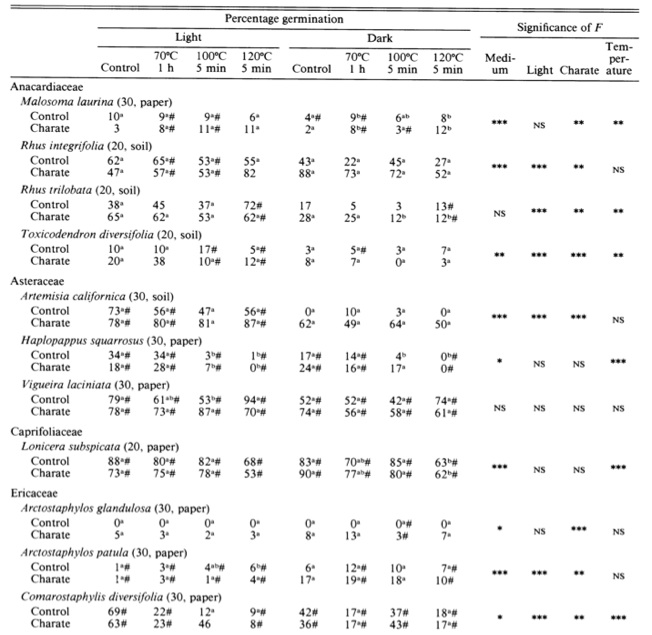 Percentage germination
Significance of F
Light Dark
Control 70°C 1 h 100°C 5 min 120°C 5 min Control 70°C 1 h 100°C 5 min 120°C 5 min Medi-um Light Charate Tem-per-ature
Anacardiaceae
Malosoma laurina (30, paper)
Control 10ᵃ 9ᵃ# 9ᵃ# 6ᵃ 4ᵃ# 9ᵇ# 6ᵃᵇ 8ᵇ
Charate 3 8ᵃ# 11ᵃ# 11ᵃ 2ᵃ 8ᵇ# 3ᵃ# 12ᵇ *** NS ** **
Rhus integrifolia (20, soil)
Control 62ᵃ 65ᵃ# 53ᵃ# 55ᵃ 43ᵃ 22ᵃ 45ᵃ 27ᵃ
Charate 47ᵃ 57ᵃ# 53ᵃ# 82 88ᵃ 73ᵃ 72ᵃ 52ᵃ *** *** ** NS
Rhus trilobata (20, soil)
Control 38ᵃ 45 37ᵃ 72# 17 5 3 13#
Charate 65ᵃ 62ᵃ 53ᵃ 62ᵃ# 28ᵃ 25ᵃ 12ᵇ 12ᵇ# NS *** ** **
Toxicodendron diversifolia (20, soil)
Control 10ᵃ 10ᵃ 17# 5ᵃ# 3ᵃ 5ᵃ# 3ᵃ 7ᵃ
Charate 20ᵃ 38 10ᵃ# 12ᵃ# 8ᵃ 7ᵃ 0ᵃ 3ᵃ ** *** *** **
Asteraceae
Artemisia californica (30, soil)
Control 73ᵃ# 56ᵃ# 47ᵃ 56ᵃ# 0ᵃ 10ᵃ 3ᵃ 0ᵃ
Charate 78ᵃ# 80ᵃ# 81ᵃ 87ᵃ# 62ᵃ 49ᵃ 64ᵃ 50ᵃ *** *** *** NS
Haplopappus squarrosus (30, paper)
Control 34ᵃ# 34ᵃ# 3ᵇ# 1ᵇ# 17ᵃ# 14ᵃ# 4ᵇ 0ᵇ#
Charate 18ᵃ# 28ᵃ# 7ᵇ# 0ᵇ# 24ᵃ# 16ᵃ# 17ᵃ 0# * NS NS ***
Vigueira laciniata (30, paper)
Control 79ᵃ# 61ᵃᵇ# 53ᵇ# 94ᵃ# 52ᵃ# 52ᵃ# 42ᵃ# 74ᵃ#
Charate 78ᵃ# 73ᵃ# 87ᵃ# 70ᵃ# 74ᵃ# 56ᵃ# 58ᵃ# 61ᵃ# NS NS NS NS
Caprifoliaceae
Lonicera subspicata (20, paper)
Control 88ᵃ# 80ᵃ# 82ᵃ# 68# 83ᵃ# 70ᵃᵇ# 85ᵃ# 63ᵇ#
Charate 73ᵃ# 75ᵃ# 78ᵃ# 53# 90ᵃ# 77ᵃᵇ# 80ᵃ# 62ᵇ# *** NS NS ***
Ericaceae
Arctostaphylos glandulosa (30, paper)
Control 0ᵃ 0ᵃ 0ᵃ 0ᵃ 0ᵃ 0ᵃ 0ᵃ# 0ᵃ
Charate 5ᵃ 3ᵃ 2ᵃ 3ᵃ 8ᵃ 13ᵃ 3# 7ᵃ * NS *** NS
Arctostaphylos patula (30, paper)
Control 1ᵃ# 3ᵃ# 4ᵃᵇ# 6ᵇ# 6ᵃ 12ᵃ# 10ᵃ 7ᵃ#
Charate 1ᵃ# 3ᵃ# 1ᵃ# 4ᵃ# 17ᵃ 19ᵃ# 18ᵃ 10# *** *** ** NS
Comarostaphylis diversifolia (30, paper)
Control 69# 22# 12ᵃ 9ᵃ# 42# 17ᵃ# 37# 18ᵃ#
Charate 63# 23# 46 8# 36# 17ᵃ# 43# 17ᵃ# * *** ** ***